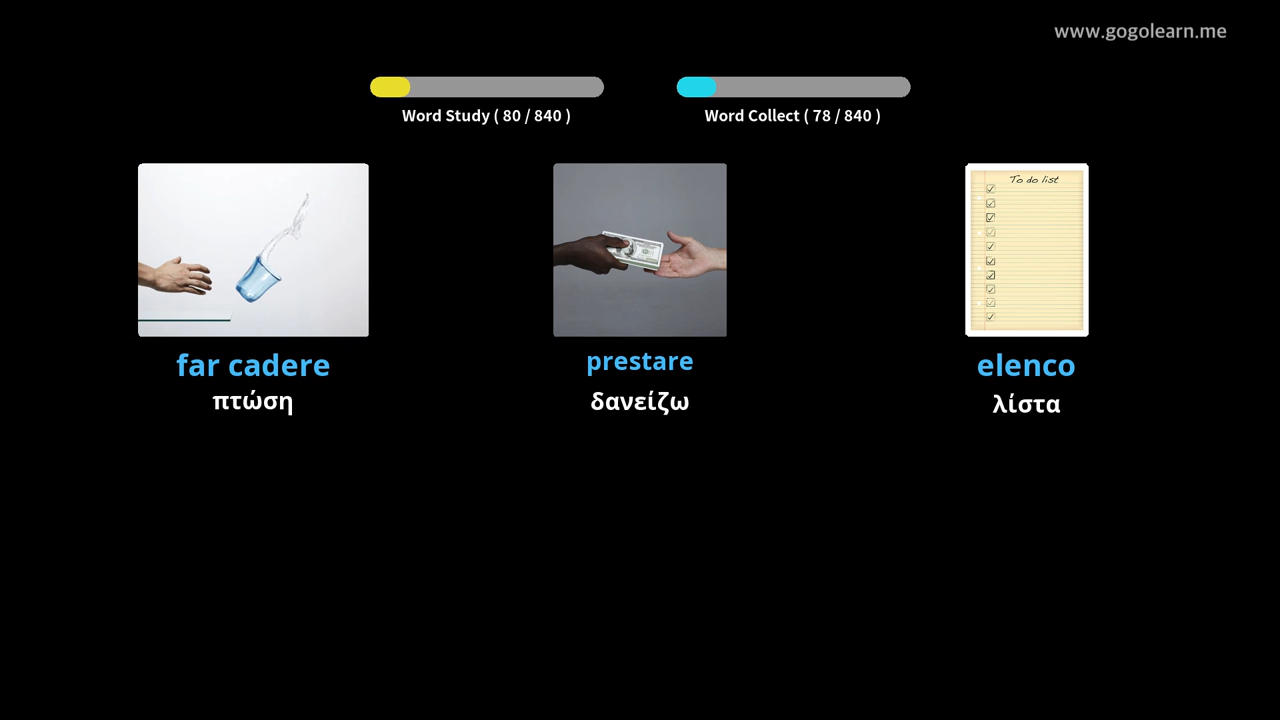 www.gogolearn.me
Word Study ( 80 / 840 )
Word Collect ( 78 / 840 )
To do list
far cadere
πτώση
prestare
δανείζω
elenco
λίστα